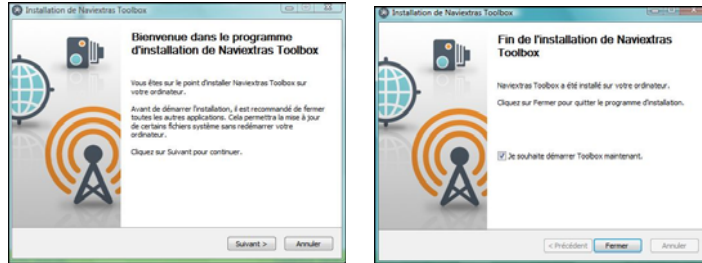 Installation de Naviextras Toolbox
Bienvenue dans le programme
d'installation de Naviextras Toolbox
Vous êtes sur le point d'installer Naviextras Toolbox sur
votre ordinateur.
Avant de démarrer l'installation, il est recommandé de fermer
toutes les autres applications. Cela permettra la mise à jour
de certains fichiers système sans redémarrer votre
ordinateur.
Cliquez sur Suivant pour continuer.
Suivant >
Annuler
Installation de Naviextras Toolbox
Fin de l'installation de Naviextras
Toolbox
Naviextras Toolbox a été installé sur votre ordinateur.
Cliquez sur Fermer pour quitter le programme d'installation.
Je souhaite démarrer Toolbox maintenant.
< Précédent
Fermer
Annuler